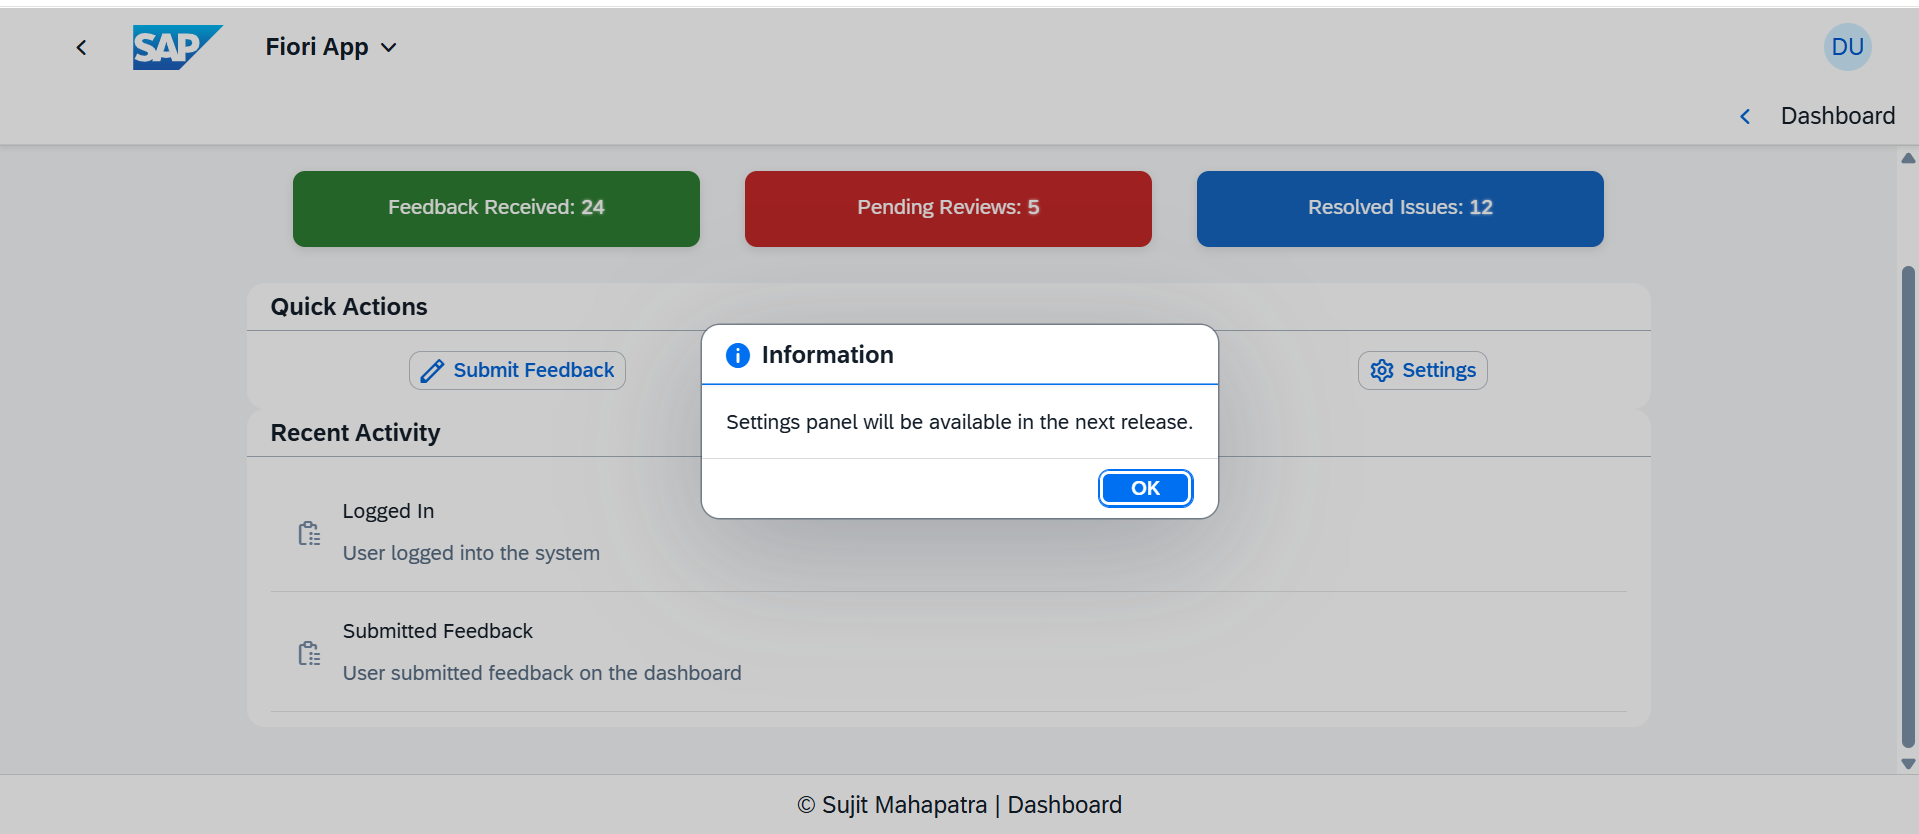 SAP
Fiori App
DU
Dashboard
Feedback Received: 24
Pending Reviews: 5
Resolved Issues: 12
Quick Actions
Submit Feedback
Settings
Information
Settings panel will be available in the next release.
OK
Recent Activity
Logged In
User logged into the system
Submitted Feedback
User submitted feedback on the dashboard
© Sujit Mahapatra | Dashboard